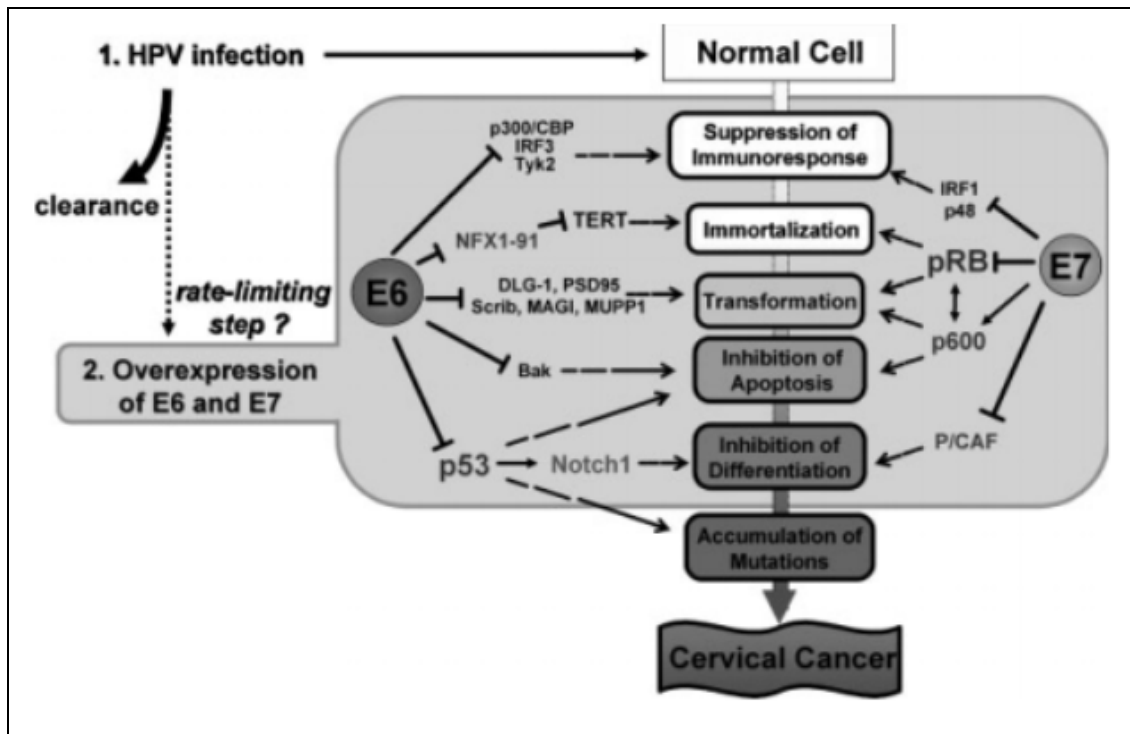 1. HPV infection
Normal Cell
clearance
rate-limiting
step ?
2. Overexpression
of E6 and E7
E6
p300/CBP
IRF3
Tyk2
Suppression of
Immunoresponse
IRF1
p48
NFX1-91
TERT
Immortalization
pRB
E7
DLG-1, PSD95
Scrib, MAGI, MUPP1
Transformation
p600
Bak
Inhibition of
Apoptosis
p53
Notch1
Inhibition of
Differentiation
P/CAF
Accumulation of
Mutations
Cervical Cancer